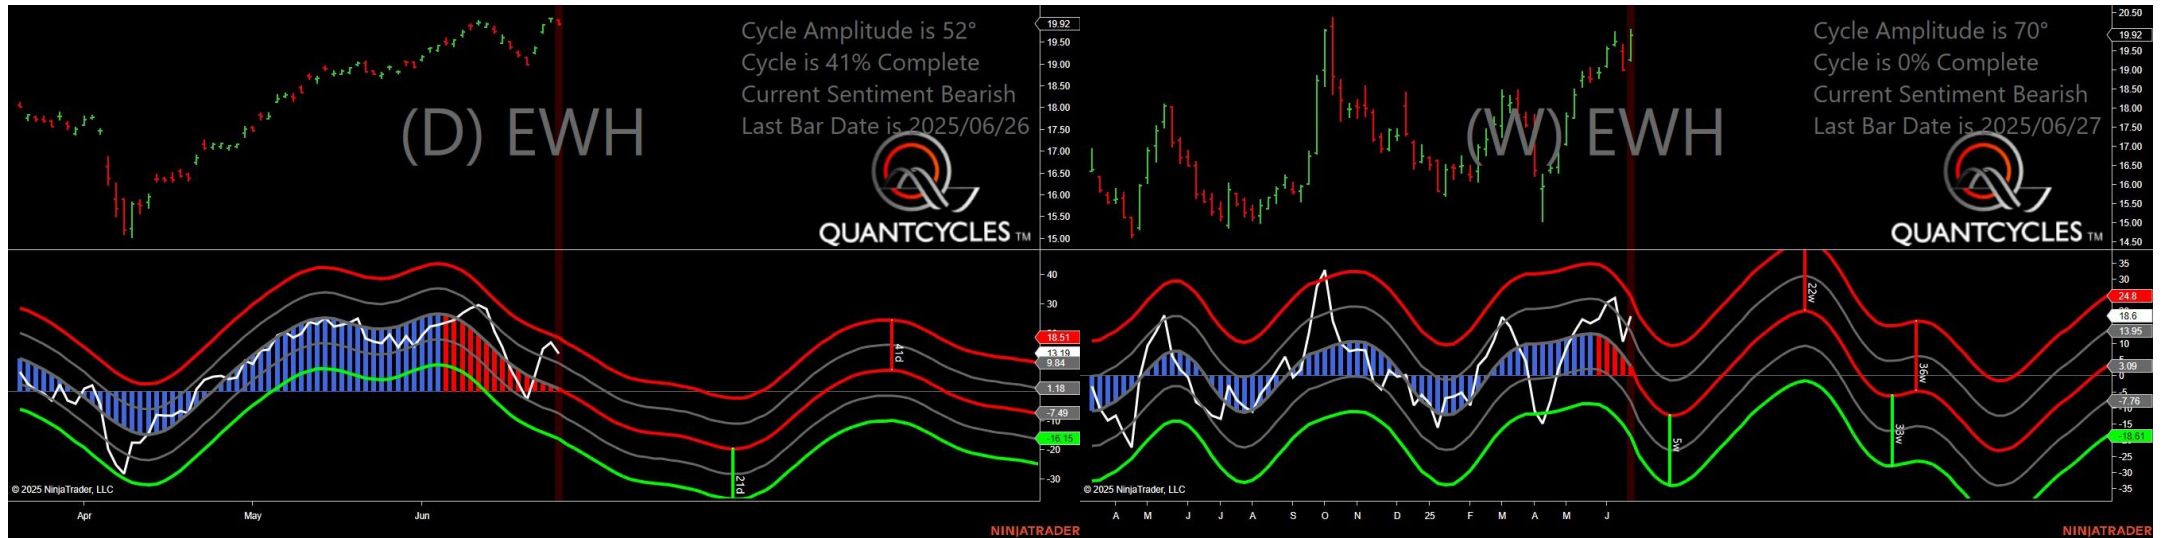 Cycle Amplitude is 52°
Cycle is 41% Complete
Current Sentiment Bearish
Last Bar Date is 2025/06/26
(D) EWH
QUANTCYCLES TM
19.92
19.50
19.00
18.50
18.00
17.50
17.00
16.50
16.00
15.50
15.00
40
30
18.51
13.19
9.84
1.18
-7.49
-10
-16.15
-20
-30
41d
21d
© 2025 NinjaTrader, LLC
Apr May Jun
NINJATRADER
Cycle Amplitude is 70°
Cycle is 0% Complete
Current Sentiment Bearish
Last Bar Date is 2025/06/27
(W) EWH
QUANTCYCLES TM
20.50
19.92
19.50
19.00
18.50
18.00
17.50
17.00
16.50
16.00
15.50
15.00
14.50
35
30
24.8
18.6
13.95
10
5
3.09
0
-5
-7.76
-10
-15
-18.61
-25
-30
-35
22w
36w
5w
33w
© 2025 NinjaTrader, LLC
A M J J A S O N D 25 F M A M J
NINJATRADER